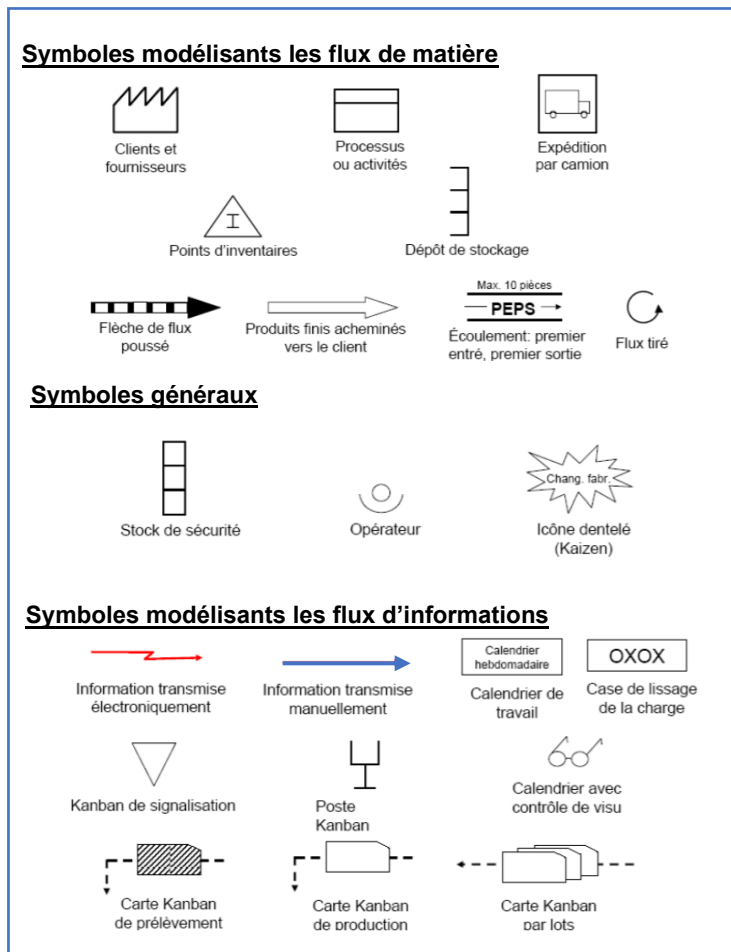 Symboles modélisants les flux de matière
Clients et
fournisseurs
Processus
ou activités
Expédition
par camion
I
Points d'inventaires
Dépôt de stockage
Flèche de flux
poussé
Produits finis acheminés
vers le client
Max. 10 pièces
PEPS
Écoulement: premier
entré, premier sortie
Flux tiré
Symboles généraux
Stock de sécurité
Opérateur
Chang. fabr.
Icône dentelé
(Kaizen)
Symboles modélisants les flux d'informations
Information transmise
électroniquement
Information transmise
manuellement
Calendrier
hebdomadaire
Calendrier de
travail
OXOX
Case de lissage
de la charge
Kanban de signalisation
Poste
Kanban
Calendrier avec
contrôle de visu
Carte Kanban
de prélèvement
Carte Kanban
de production
Carte Kanban
par lots